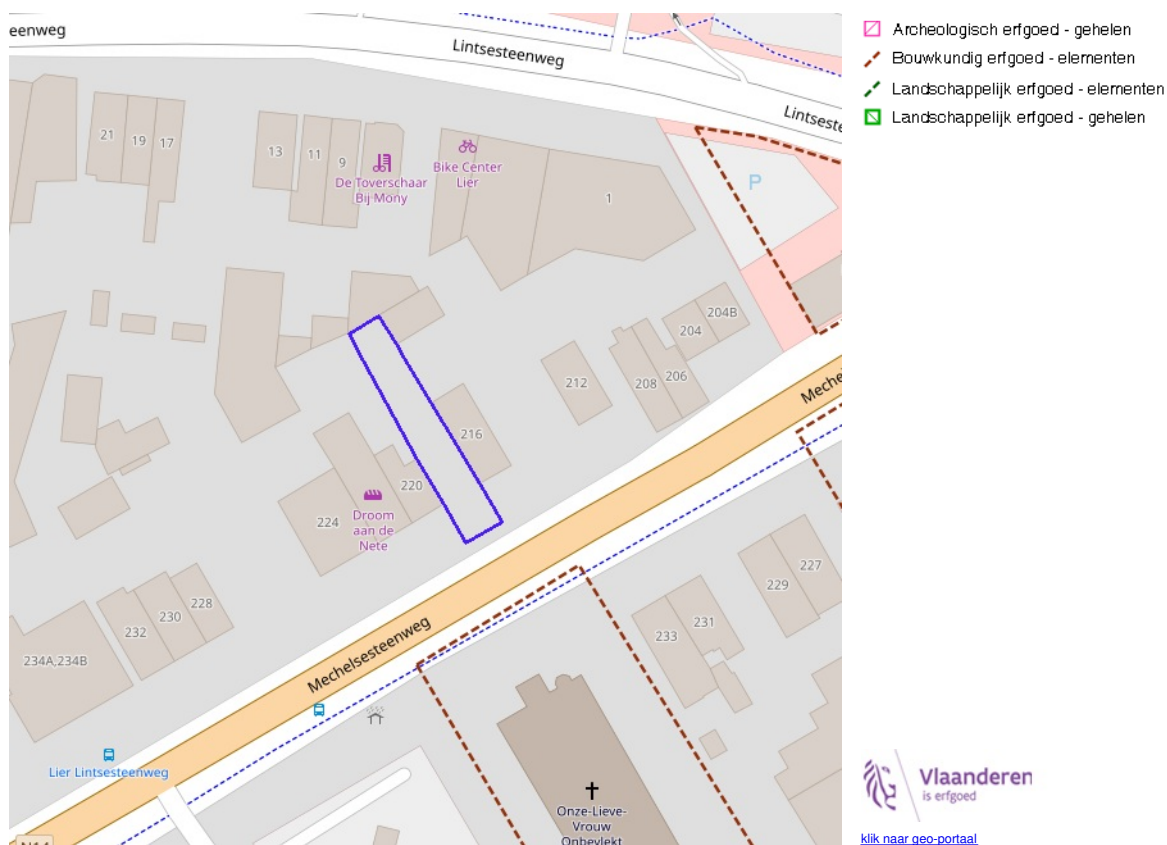 eenweg
Lintsesteenweg
Lintseste
21
19
17
13
11
9
De Toverschaar
Bij Mony
Bike Center
Lier
1
P
204B
204
206
208
212
216
220
224
Droom
aan de
Nete
Meche
228
230
232
234A,234B
233
231
229
227
Mechelsesteenweg
Lier Lintsesteenweg
Onze-Lieve-
Vrouw
Onbevlekt
N14
Archeologisch erfgoed - gehelen
Bouwkundig erfgoed - elementen
Landschappelijk erfgoed - elementen
Landschappelijk erfgoed - gehelen
Vlaanderen
is erfgoed
klik naar geo-portaal